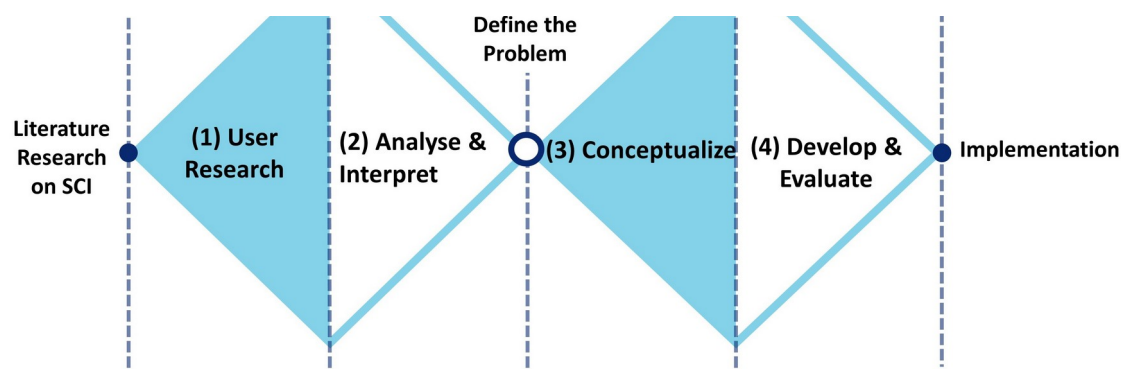 Define the
Problem
Literature
Research
on SCI
(1) User
Research
(2) Analyse &
Interpret
(3) Conceptualize
(4) Develop &
Evaluate
Implementation